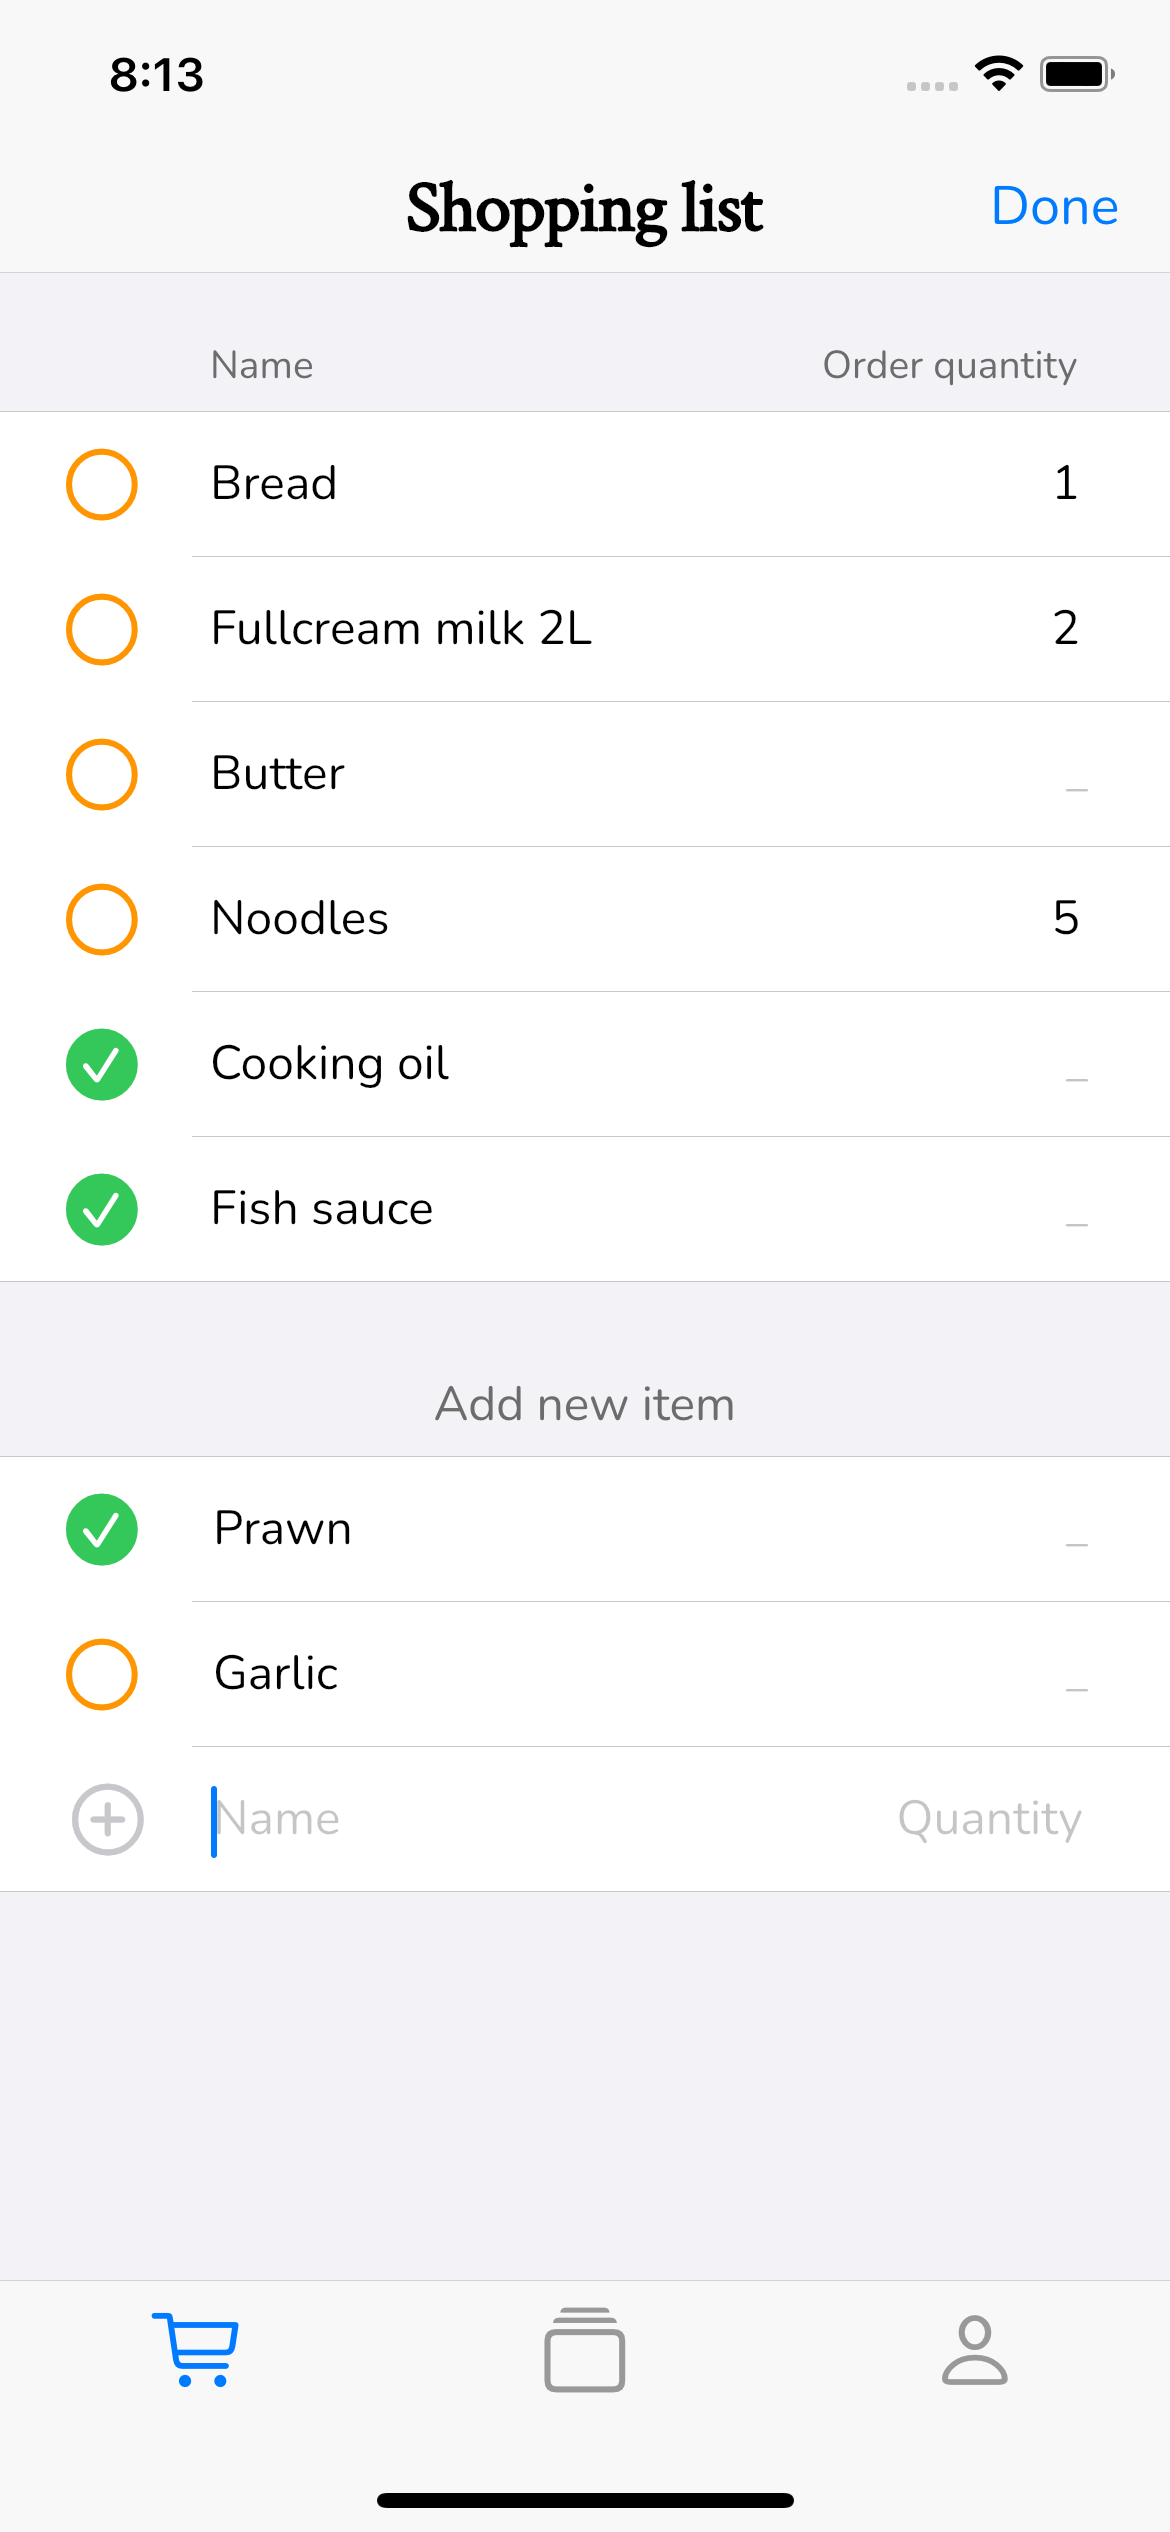 8:13
Shopping list Done
Name Order quantity
Bread 1
Fullcream milk 2L 2
Butter _
Noodles 5
Cooking oil _
Fish sauce _
Add new item
Prawn _
Garlic _
Name Quantity